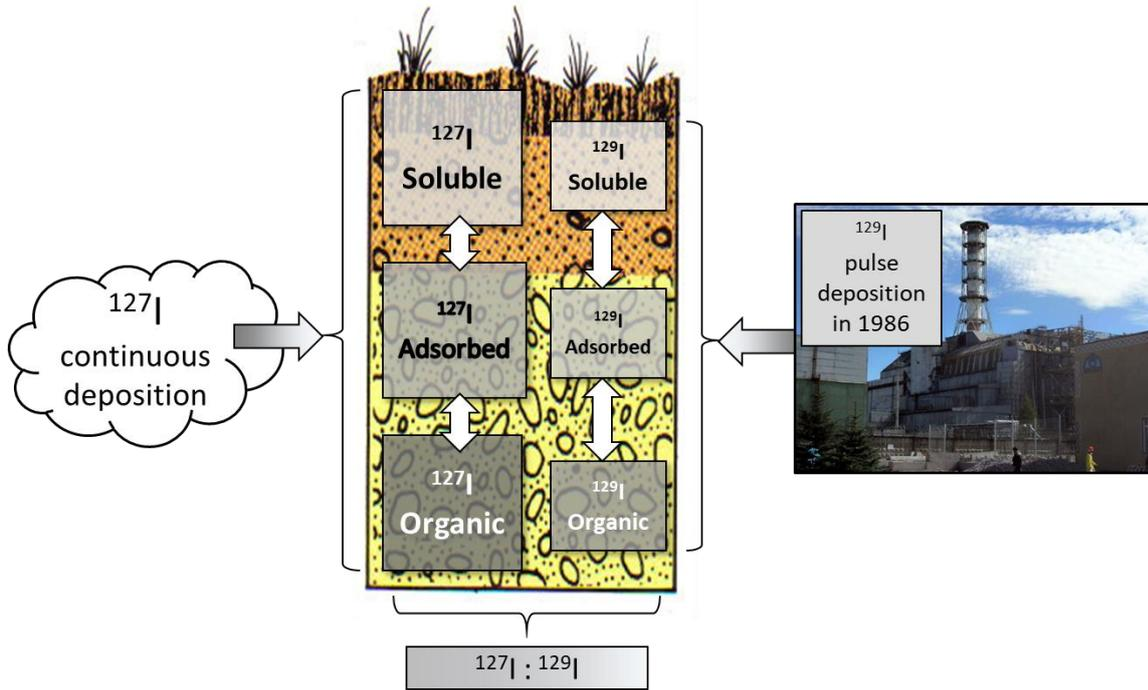 ¹²⁷I
continuous
deposition
¹²⁷I
Soluble
¹²⁷I
Adsorbed
¹²⁷I
Organic
¹²⁹I
Soluble
¹²⁹I
Adsorbed
¹²⁹I
Organic
¹²⁹I
pulse
deposition
in 1986
¹²⁷I : ¹²⁹I